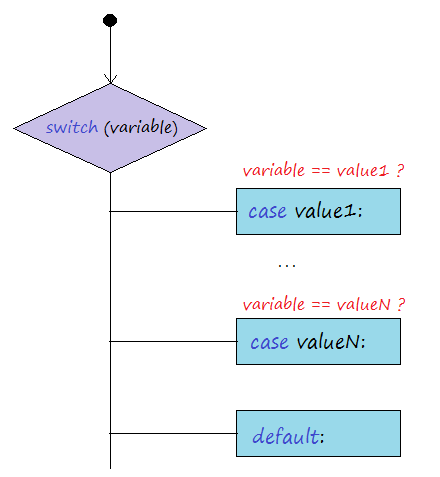 switch (variable)
variable == value1 ?
case value1:
...
variable == valueN ?
case valueN:
default: